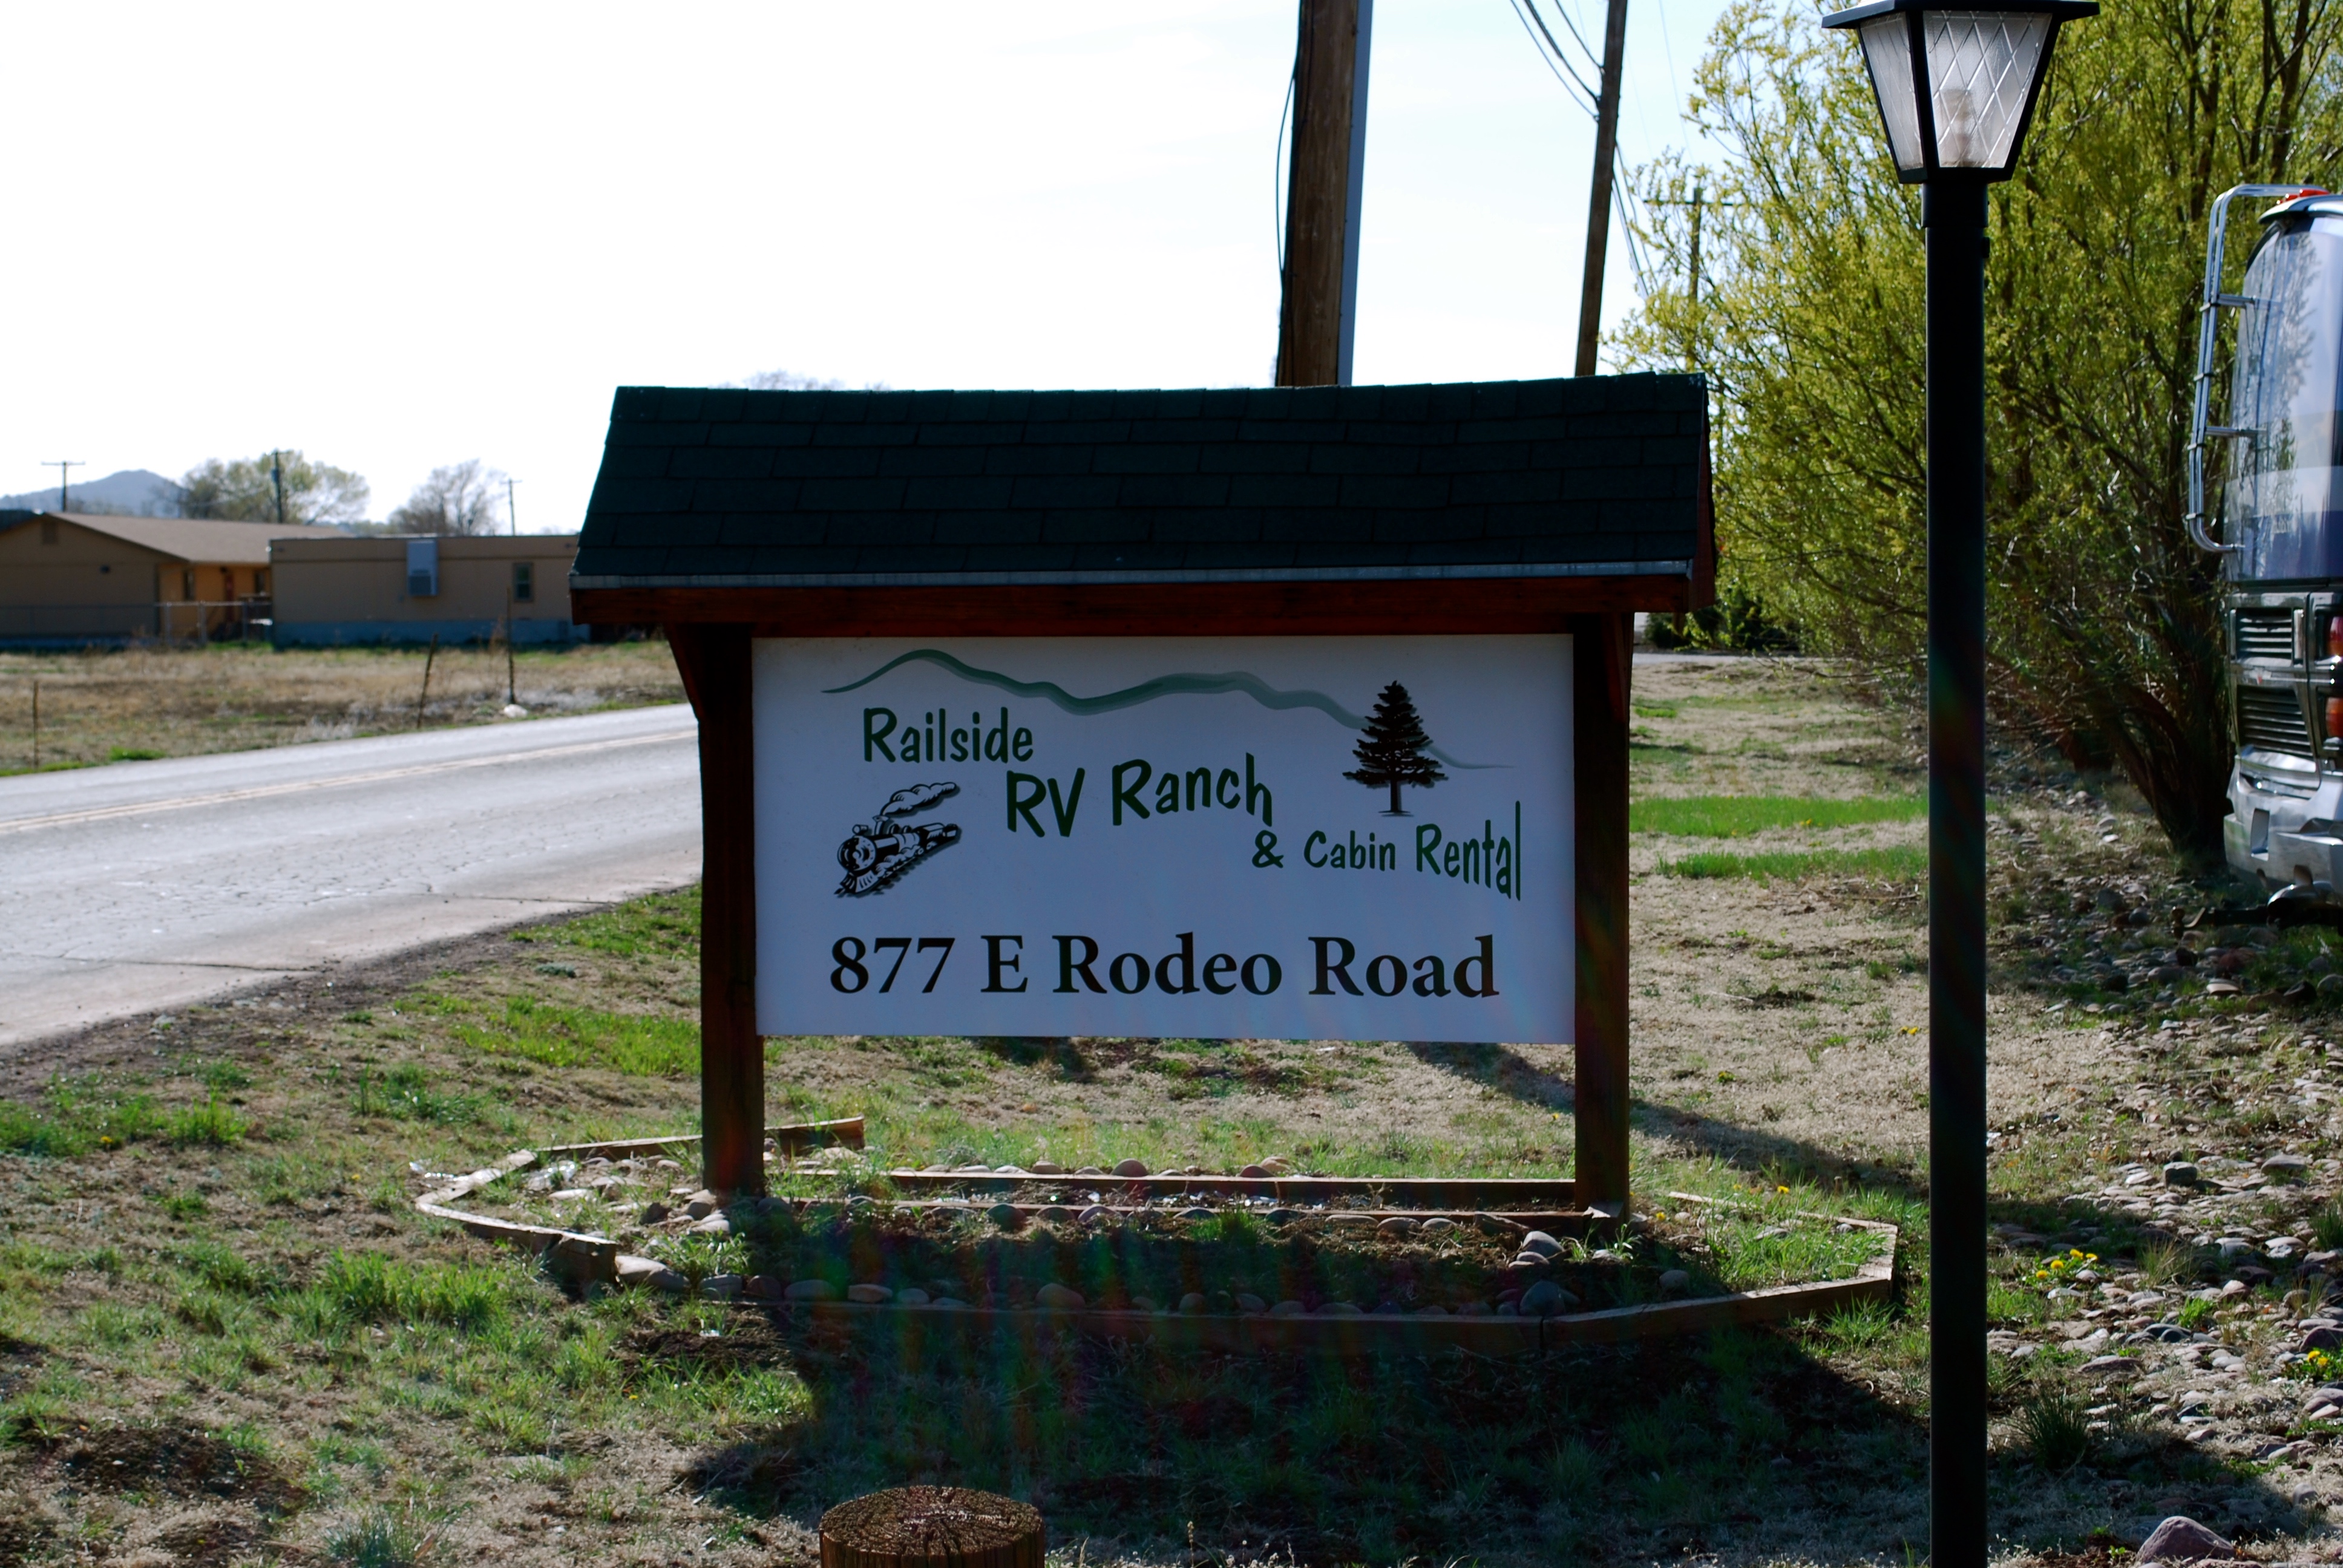 Railside
RV Ranch
& Cabin Rental
877 E Rodeo Road